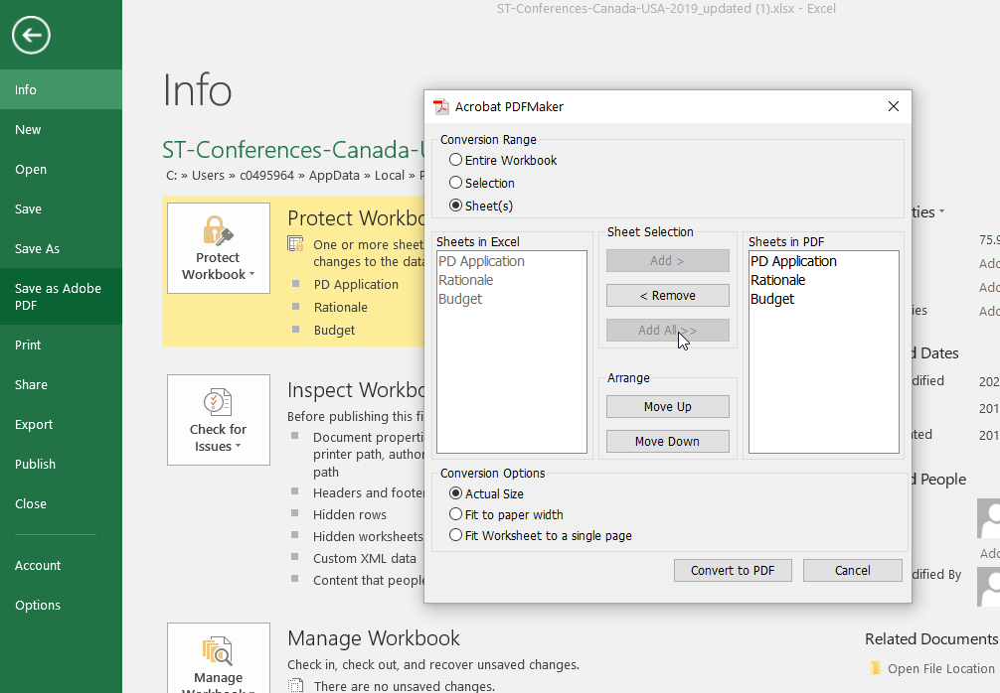 ST-Conferences-Canada-USA-2019_updated (1).xlsx - Excel
Info
New
Open
Save
Save As
Save as Adobe
PDF
Print
Share
Export
Publish
Close
Account
Options
Info
ST-Conferences-Canada-U
C: » Users » c0495964 » AppData » Local » P
Protect
Workbook
Protect Workbo
One or more sheet
changes to the data
PD Application
Rationale
Budget
Check for
Issues
Inspect Workbo
Before publishing this fi
Document properti
printer path, author
path
Headers and foote
Hidden rows
Hidden worksheets
Custom XML data
Content that people
Manage
Manage Workbook
Check in, check out, and recover unsaved changes.
There are no unsaved changes.
Acrobat PDFMaker
Conversion Range
Entire Workbook
Selection
Sheet(s)
Sheets in Excel
PD Application
Rationale
Budget
Sheet Selection
Add >
< Remove
Add All >>
Arrange
Move Up
Move Down
Sheets in PDF
PD Application
Rationale
Budget
Conversion Options
Actual Size
Fit to paper width
Fit Worksheet to a single page
Convert to PDF
Cancel
ties
75.9
Add
Add
ies
Add
d Dates
dified
202
201
ated
201
d People
Add
dified By
Related Documents
Open File Location